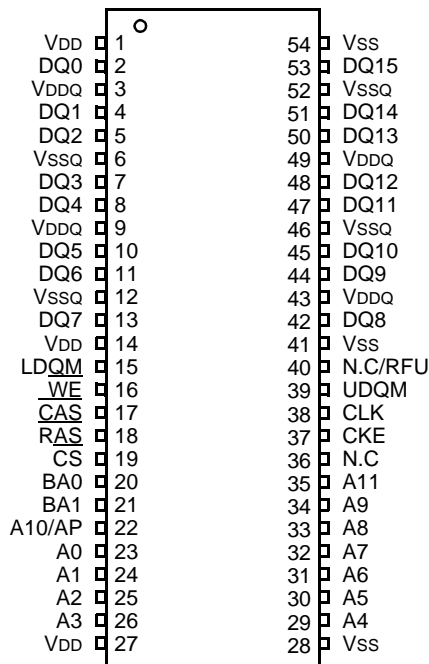 VDD 1 54 VSS
DQ0 2 53 DQ15
VDDQ 3 52 VSSQ
DQ1 4 51 DQ14
DQ2 5 50 DQ13
VSSQ 6 49 VDDQ
DQ3 7 48 DQ12
DQ4 8 47 DQ11
VDDQ 9 46 VSSQ
DQ5 10 45 DQ10
DQ6 11 44 DQ9
VSSQ 12 43 VDDQ
DQ7 13 42 DQ8
VDD 14 41 VSS
LDQM 15 40 N.C/RFU
WE 16 39 UDQM
CAS 17 38 CLK
RAS 18 37 CKE
CS 19 36 N.C
BA0 20 35 A11
BA1 21 34 A9
A10/AP 22 33 A8
A0 23 32 A7
A1 24 31 A6
A2 25 30 A5
A3 26 29 A4
VDD 27 28 VSS